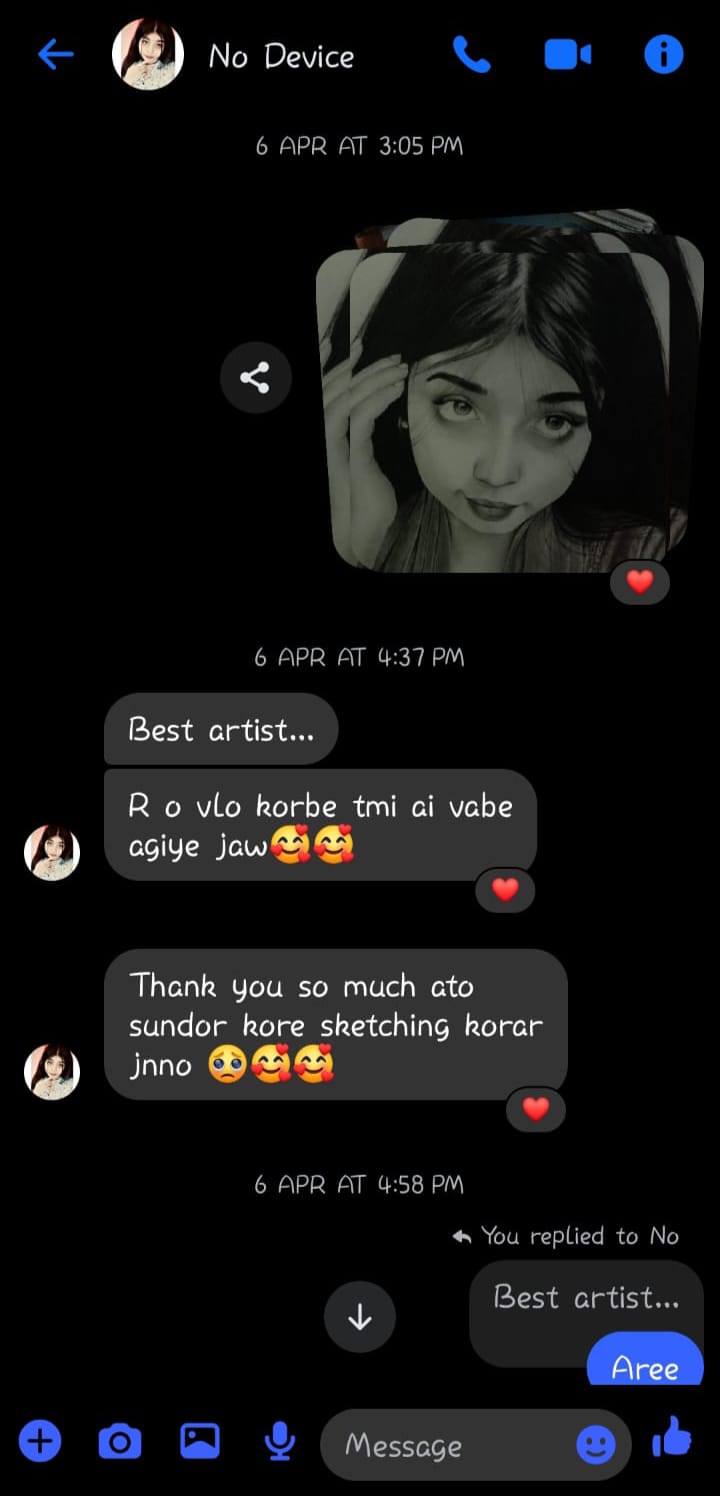 No Device
6 APR AT 3:05 PM
6 APR AT 4:37 PM
Best artist...
R o vlo korbe tmi ai vabe
agiye jaw🥰🥰
Thank you so much ato
sundor kore sketching korar
jnno 🥺🥰🥰
6 APR AT 4:58 PM
You replied to No
Best artist...
Aree
Message